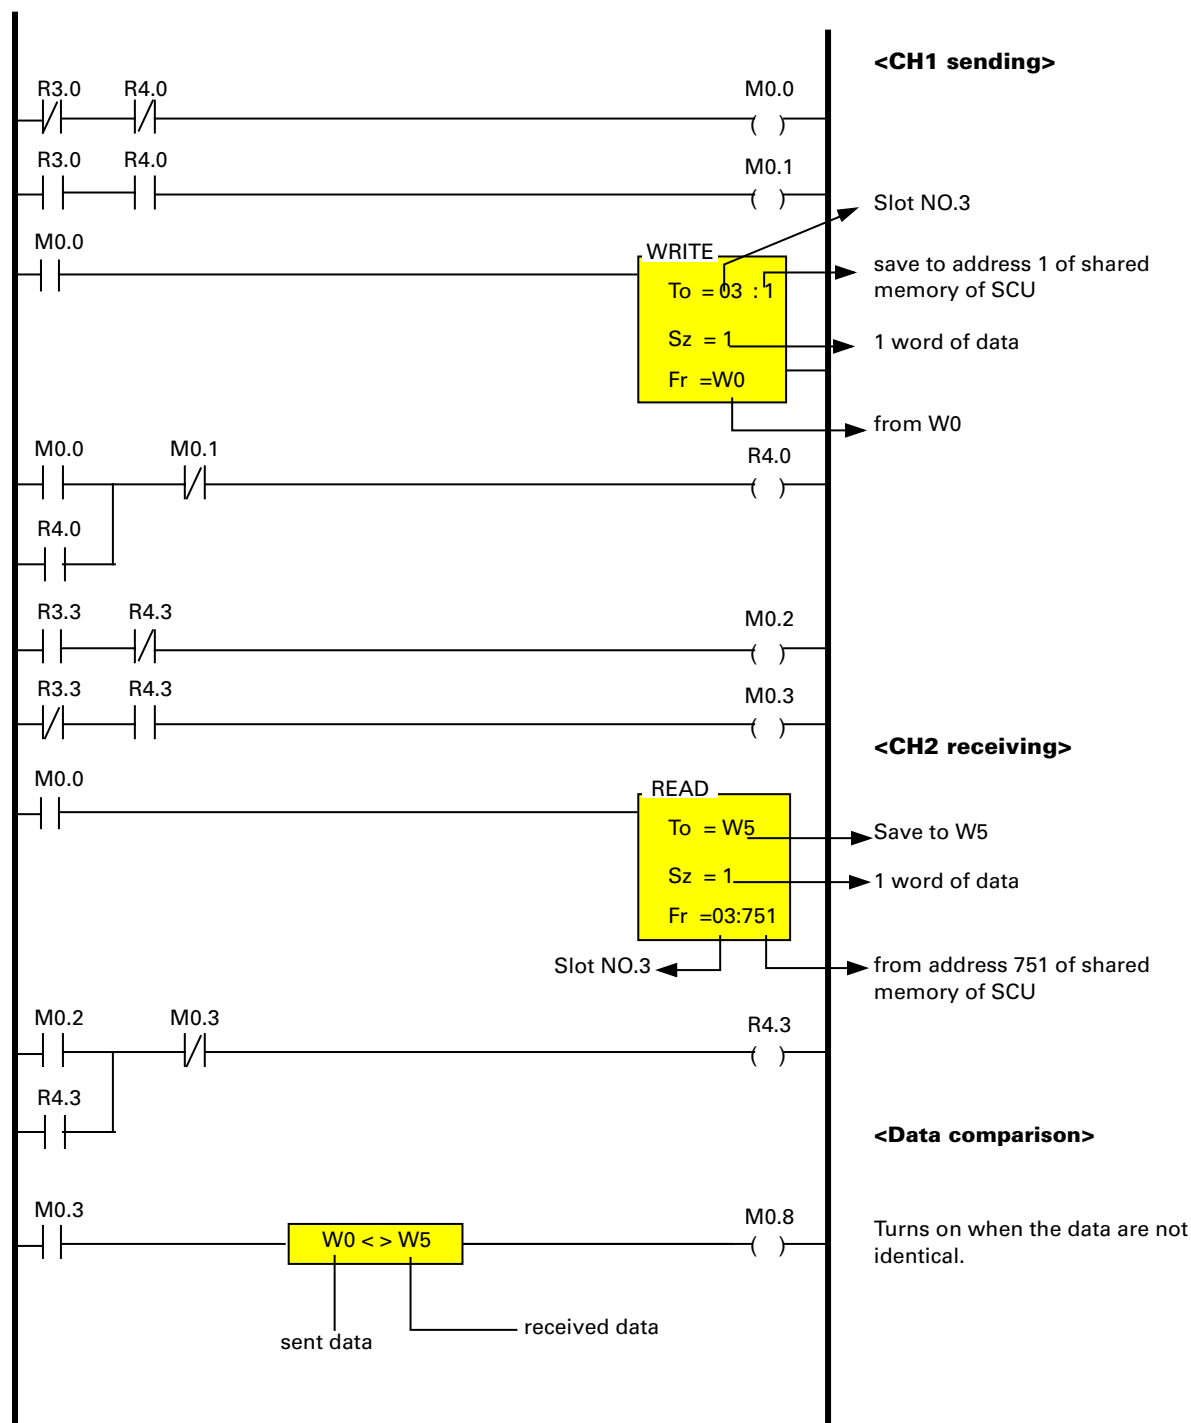 <CH1 sending>
R3.0 R4.0 M0.0
R3.0 R4.0 M0.1
Slot NO.3
M0.0
WRITE
To = 03 : 1
save to address 1 of shared
memory of SCU
Sz = 1
1 word of data
Fr =W0
from W0
M0.0 M0.1 R4.0
R4.0
R3.3 R4.3 M0.2
R3.3 R4.3 M0.3
<CH2 receiving>
M0.0
READ
To = W5
Save to W5
Sz = 1
1 word of data
Fr =03:751
Slot NO.3
from address 751 of shared
memory of SCU
M0.2 M0.3 R4.3
R4.3
<Data comparison>
M0.3 M0.8
W0 < > W5
Turns on when the data are not
identical.
received data
sent data